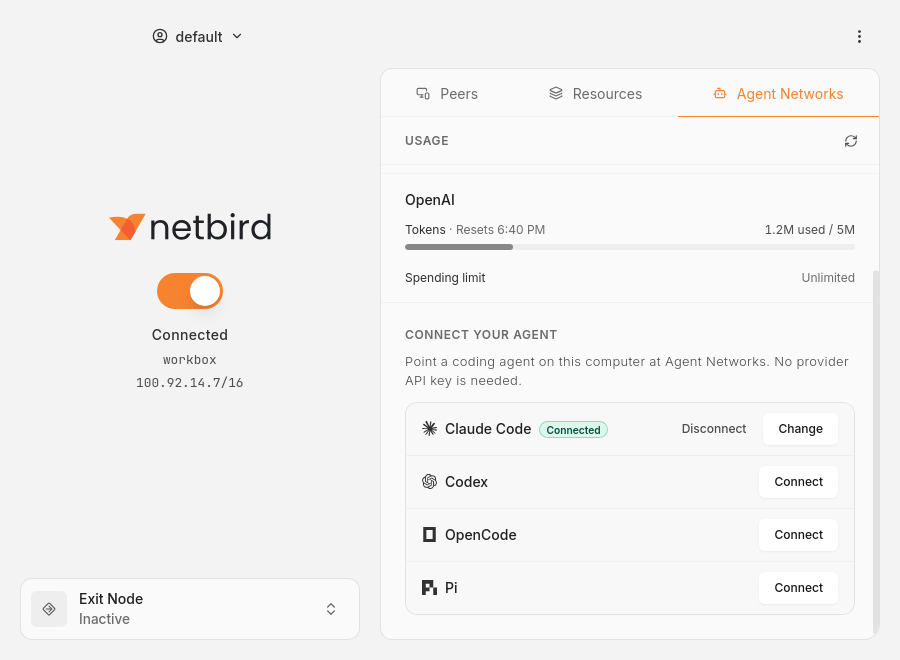 default
netbird
Connected
workbox
100.92.14.7/16
Exit Node
Inactive
Peers
Resources
Agent Networks
USAGE
OpenAI
Tokens · Resets 6:40 PM
1.2M used / 5M
Spending limit
Unlimited
CONNECT YOUR AGENT
Point a coding agent on this computer at Agent Networks. No provider
API key is needed.
Claude Code
Connected
Disconnect
Change
Codex
Connect
OpenCode
Connect
Pi
Connect